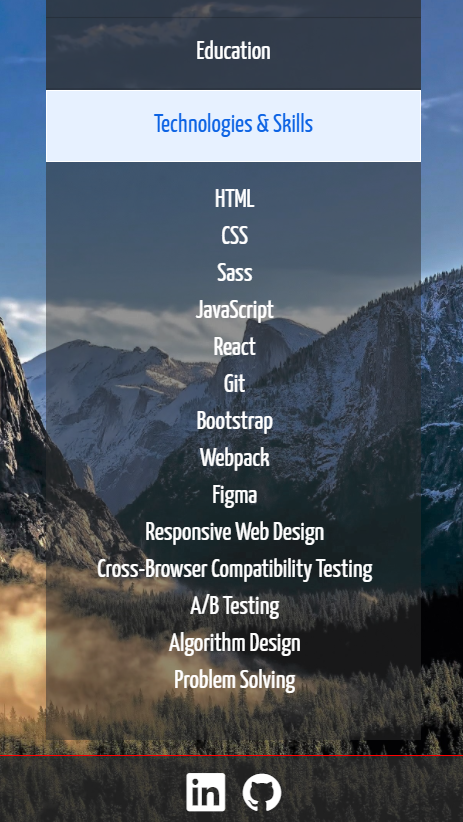 Education
Technologies & Skills
HTML
CSS
Sass
JavaScript
React
Git
Bootstrap
Webpack
Figma
Responsive Web Design
Cross-Browser Compatibility Testing
A/B Testing
Algorithm Design
Problem Solving
in